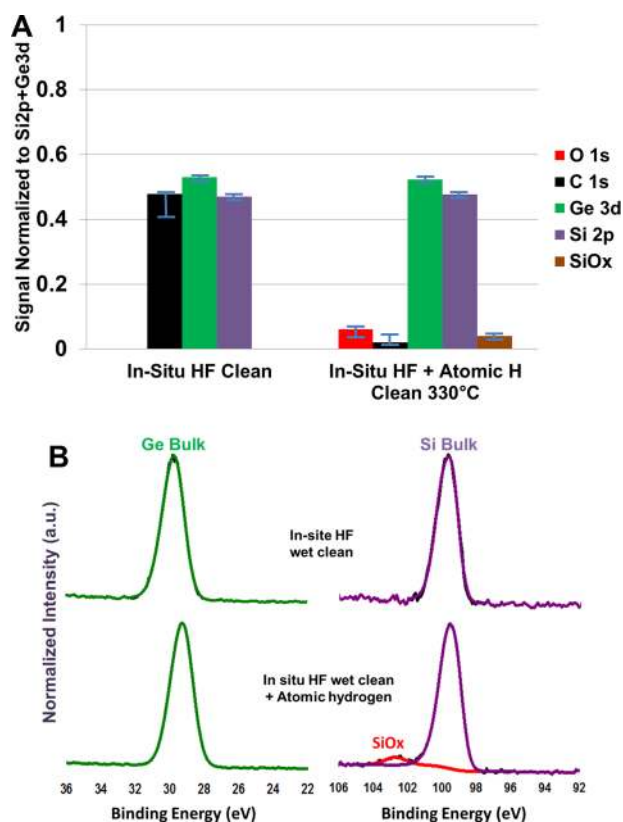 A
Signal Normalized to Si2p+Ge3d
1
0.8
0.6
0.4
0.2
0
In-Situ HF Clean
In-Situ HF + Atomic H
Clean 330°C
O 1s
C 1s
Ge 3d
Si 2p
SiOx
B
Ge Bulk
Si Bulk
Normalized Intensity (a.u.)
In-site HF
wet clean
In situ HF wet clean
+ Atomic hydrogen
SiOx
36 34 32 30 28 26 24 22
106 104 102 100 98 96 94 92
Binding Energy (eV)
Binding Energy (eV)